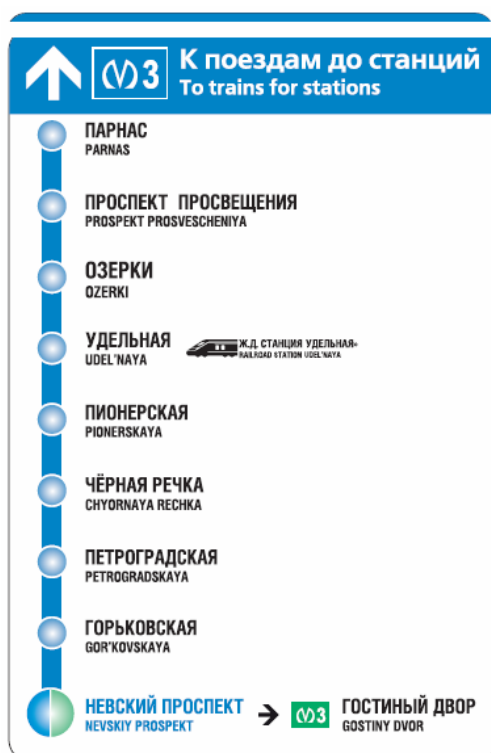 3 К поездам до станций
To trains for stations
ПАРНАС
PARNAS
ПРОСПЕКТ ПРОСВЕЩЕНИЯ
PROSPEKT PROSVESCHENIYA
ОЗЕРКИ
OZERKI
УДЕЛЬНАЯ
UDEL'NAYA
Ж.Д. СТАНЦИЯ УДЕЛЬНАЯ»
RAILROAD STATION UDEL'NAYA
ПИОНЕРСКАЯ
PIONERSKAYA
ЧЁРНАЯ РЕЧКА
CHYORNAYA RECHKA
ПЕТРОГРАДСКАЯ
PETROGRADSKAYA
ГОРЬКОВСКАЯ
GOR'KOVSKAYA
НЕВСКИЙ ПРОСПЕКТ
NEVSKIY PROSPEKT
3 ГОСТИНЫЙ ДВОР
GOSTINY DVOR